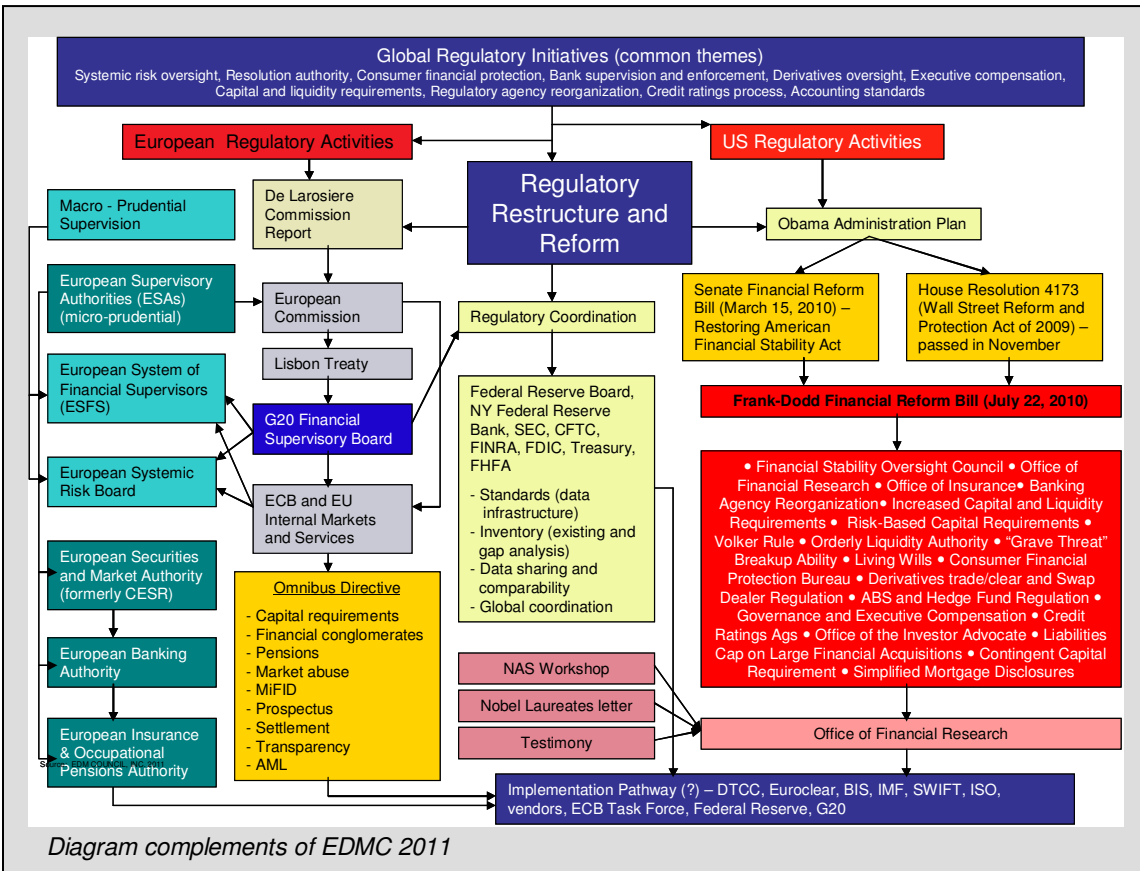 Global Regulatory Initiatives (common themes)
Systemic risk oversight, Resolution authority, Consumer financial protection, Bank supervision and enforcement, Derivatives oversight, Executive compensation,
Capital and liquidity requirements, Regulatory agency reorganization, Credit ratings process, Accounting standards
European Regulatory Activities
US Regulatory Activities
Macro - Prudential
Supervision
De Larosiere
Commission
Report
Regulatory
Restructure and
Reform
Obama Administration Plan
European Supervisory
Authorities (ESAs)
(micro-prudential)
European
Commission
Regulatory Coordination
Senate Financial Reform
Bill (March 15, 2010) –
Restoring American
Financial Stability Act
House Resolution 4173
(Wall Street Reform and
Protection Act of 2009) –
passed in November
Lisbon Treaty
European System of
Financial Supervisors
(ESFS)
G20 Financial
Supervisory Board
Federal Reserve Board,
NY Federal Reserve
Bank, SEC, CFTC,
FINRA, FDIC, Treasury,
FHFA
- Standards (data
infrastructure)
- Inventory (existing and
gap analysis)
- Data sharing and
comparability
- Global coordination
Frank-Dodd Financial Reform Bill (July 22, 2010)
European Systemic
Risk Board
ECB and EU
Internal Markets
and Services
• Financial Stability Oversight Council • Office of
Financial Research • Office of Insurance• Banking
Agency Reorganization• Increased Capital and Liquidity
Requirements • Risk-Based Capital Requirements •
Volker Rule • Orderly Liquidity Authority • “Grave Threat”
Breakup Ability • Living Wills • Consumer Financial
Protection Bureau • Derivatives trade/clear and Swap
Dealer Regulation • ABS and Hedge Fund Regulation •
Governance and Executive Compensation • Credit
Ratings Ags • Office of the Investor Advocate • Liabilities
Cap on Large Financial Acquisitions • Contingent Capital
Requirement • Simplified Mortgage Disclosures
European Securities
and Market Authority
(formerly CESR)
Omnibus Directive
- Capital requirements
- Financial conglomerates
- Pensions
- Market abuse
- MiFID
- Prospectus
- Settlement
- Transparency
- AML
European Banking
Authority
NAS Workshop
Nobel Laureates letter
Testimony
Office of Financial Research
European Insurance
& Occupational
Pensions Authority
Source: EDM COUNCIL, INC. 2011
Implementation Pathway (?) – DTCC, Euroclear, BIS, IMF, SWIFT, ISO,
vendors, ECB Task Force, Federal Reserve, G20
Diagram complements of EDMC 2011